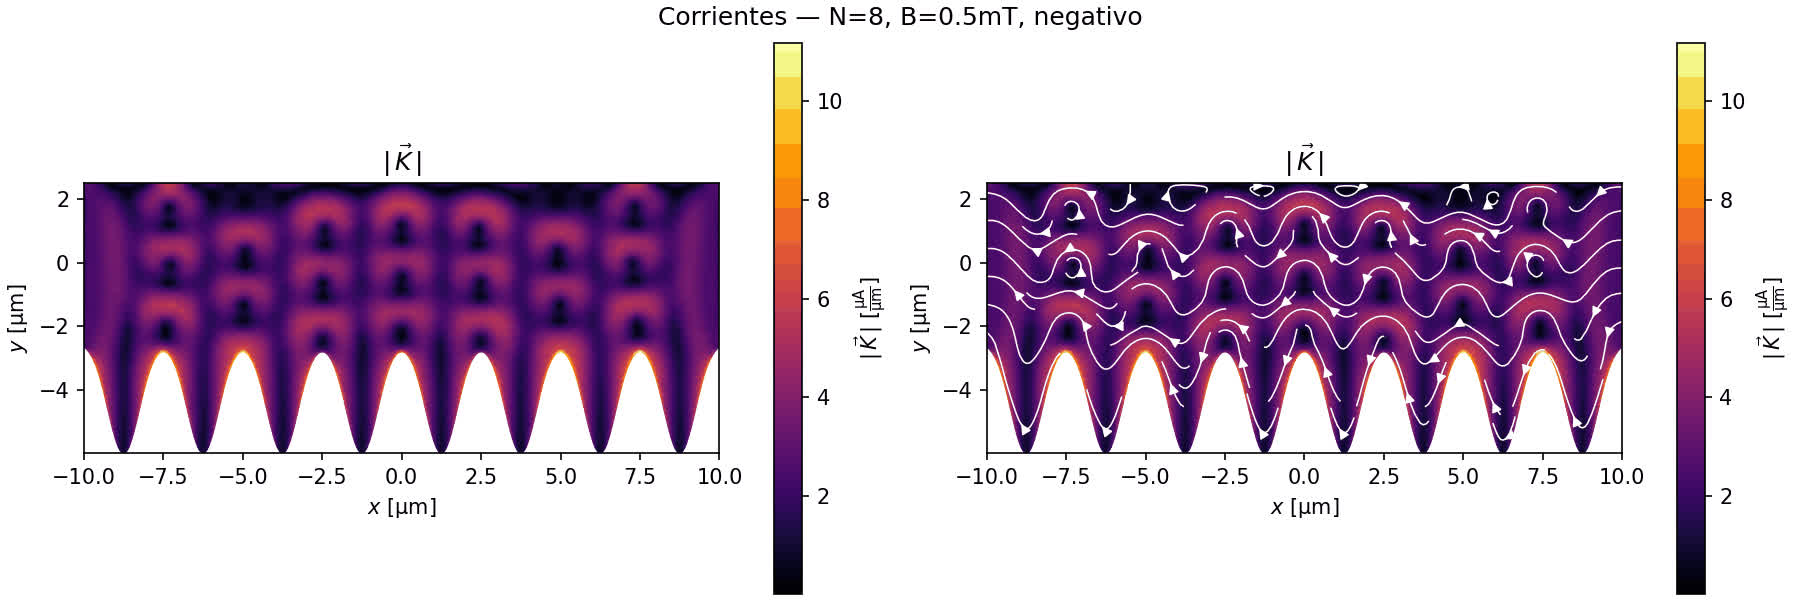 Corrientes — N=8, B=0.5mT, negativo
|K⃗|
2
0
−2
−4
y [µm]
−10.0 −7.5 −5.0 −2.5 0.0 2.5 5.0 7.5 10.0
x [µm]
10
8
6
4
2
|K⃗| [µA/µm]
|K⃗|
2
0
−2
−4
y [µm]
−10.0 −7.5 −5.0 −2.5 0.0 2.5 5.0 7.5 10.0
x [µm]
10
8
6
4
2
|K⃗| [µA/µm]